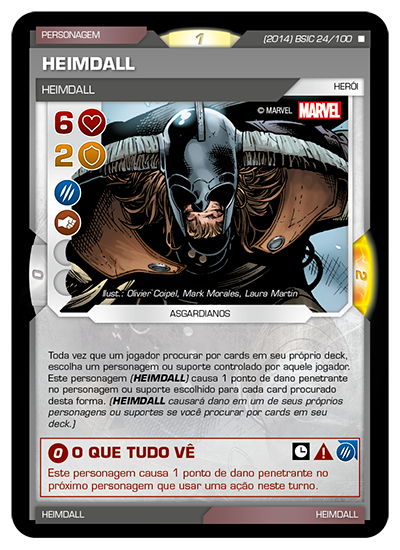 PERSONAGEM
1
(2014) BSIC 24/100
HEIMDALL
HEIMDALL
HERÓI
6
© MARVEL MARVEL
2
0
2
Ilust.: Olivier Coipel, Mark Morales, Laura Martin
ASGARDIANOS
Toda vez que um jogador procurar por cards em seu próprio deck,
escolha um personagem ou suporte controlado por aquele jogador.
Este personagem (HEIMDALL) causa 1 ponto de dano penetrante
no personagem ou suporte escolhido para cada card procurado
desta forma. (HEIMDALL causará dano em um de seus próprios
personagens ou suportes se você procurar por cards em seu
deck.)
0 O QUE TUDO VÊ
Este personagem causa 1 ponto de dano penetrante no
próximo personagem que usar uma ação neste turno.
HEIMDALL
HEIMDALL